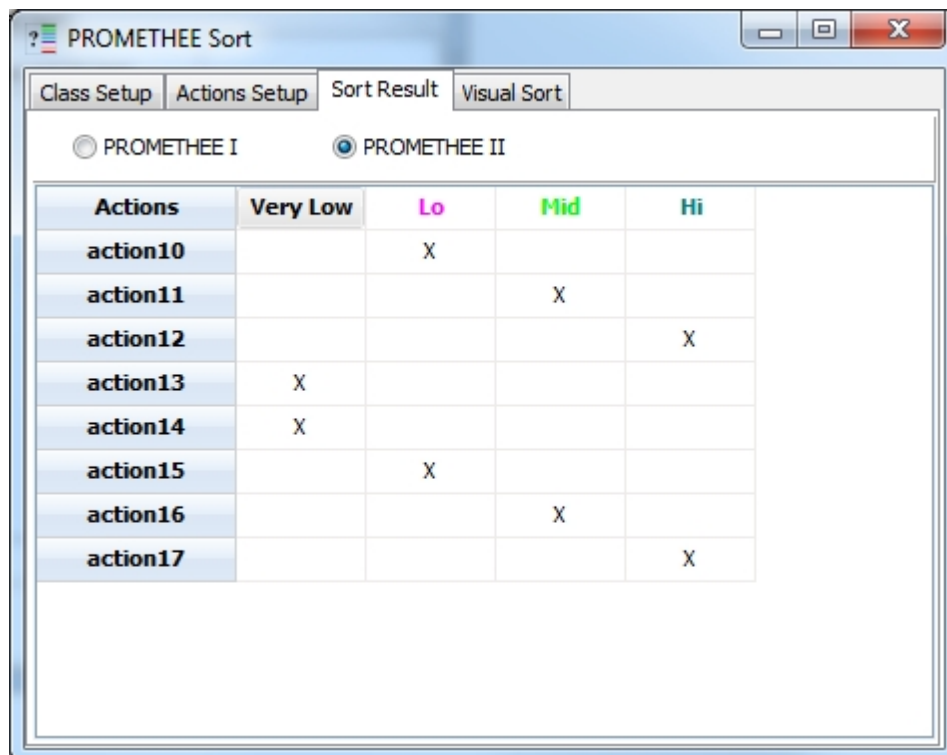 PROMETHEE Sort
Class Setup Actions Setup Sort Result Visual Sort
PROMETHEE I PROMETHEE II
Actions Very Low Lo Mid Hi
action10 X
action11 X
action12 X
action13 X
action14 X
action15 X
action16 X
action17 X